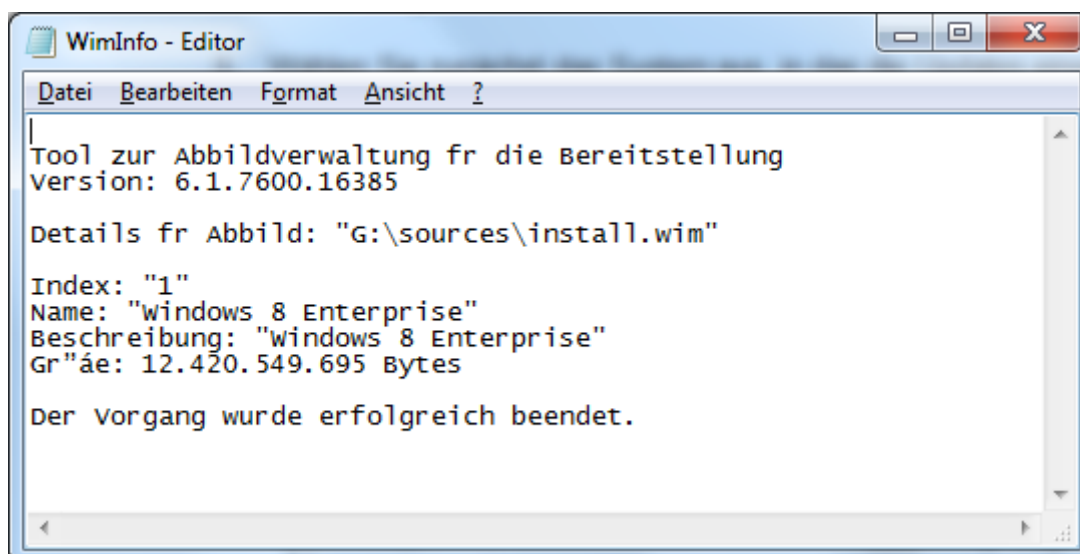 WimInfo - Editor
Datei Bearbeiten Format Ansicht ?
Tool zur Abbildverwaltung fr die Bereitstellung
Version: 6.1.7600.16385
Details fr Abbild: "G:\sources\install.wim"
Index: "1"
Name: "Windows 8 Enterprise"
Beschreibung: "Windows 8 Enterprise"
Gr"áe: 12.420.549.695 Bytes
Der Vorgang wurde erfolgreich beendet.